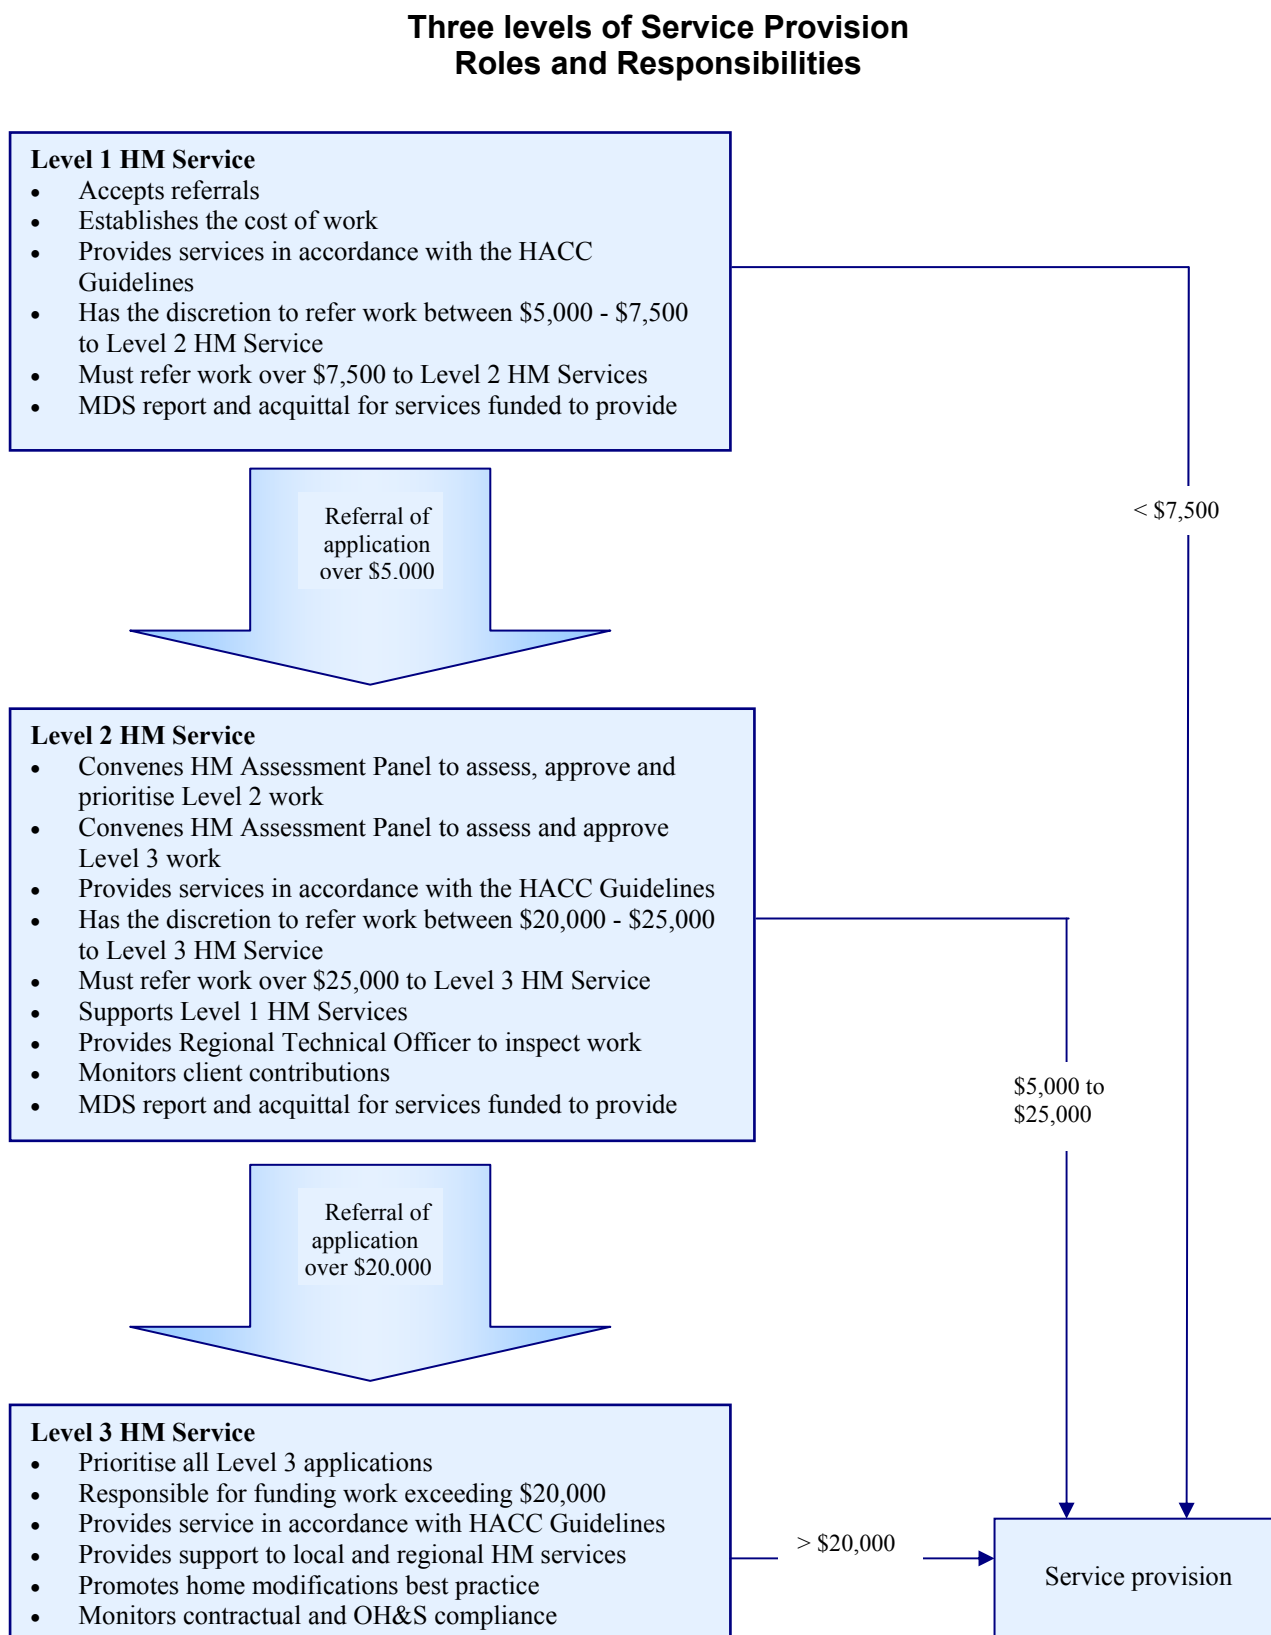 Three levels of Service Provision
Roles and Responsibilities
Level 1 HM Service
• Accepts referrals
• Establishes the cost of work
• Provides services in accordance with the HACC
Guidelines
• Has the discretion to refer work between $5,000 - $7,500
to Level 2 HM Service
• Must refer work over $7,500 to Level 2 HM Services
• MDS report and acquittal for services funded to provide
< $7,500
Referral of
application
over $5.000
Level 2 HM Service
• Convenes HM Assessment Panel to assess, approve and
prioritise Level 2 work
• Convenes HM Assessment Panel to assess and approve
Level 3 work
• Provides services in accordance with the HACC Guidelines
• Has the discretion to refer work between $20,000 - $25,000
to Level 3 HM Service
• Must refer work over $25,000 to Level 3 HM Service
• Supports Level 1 HM Services
• Provides Regional Technical Officer to inspect work
• Monitors client contributions
• MDS report and acquittal for services funded to provide
$5,000 to
$25,000
Referral of
application
over $20.000
Level 3 HM Service
• Prioritise all Level 3 applications
• Responsible for funding work exceeding $20,000
• Provides service in accordance with HACC Guidelines
• Provides support to local and regional HM services
• Promotes home modifications best practice
• Monitors contractual and OH&S compliance
> $20,000
Service provision